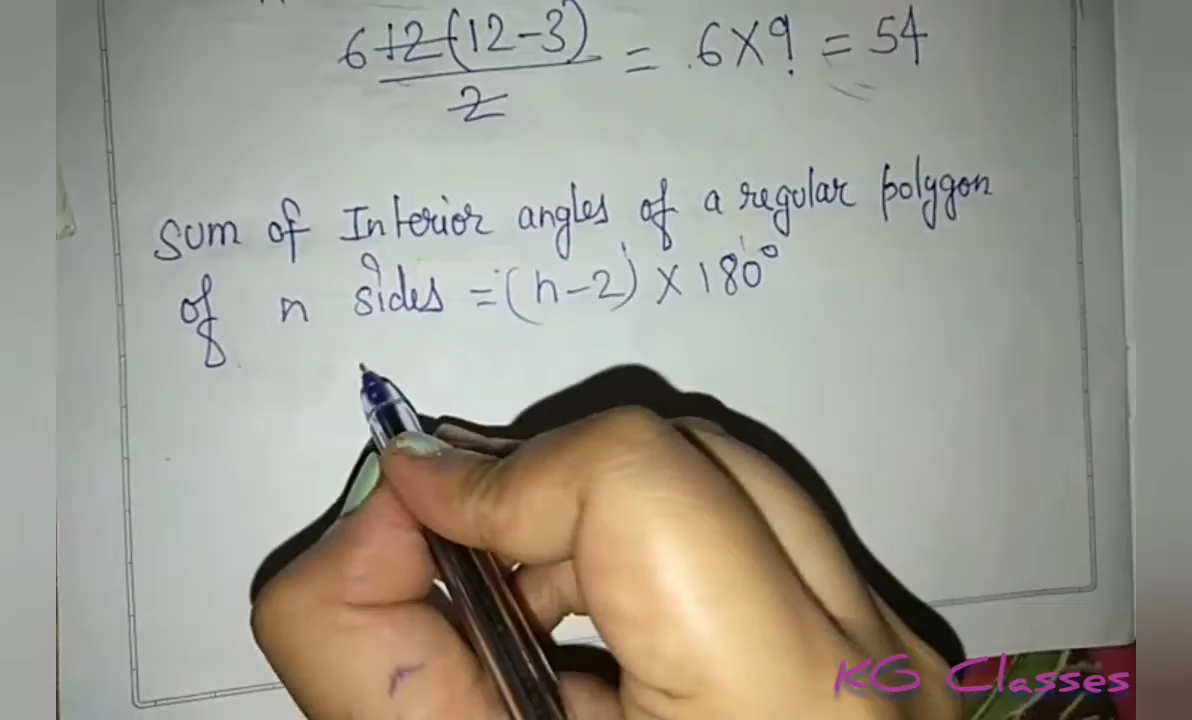 6 12(12-3) / 2 = 6×9 = 54
Sum of Interior angles of a regular polygon
of n sides = (n-2) × 180°
KG Classes